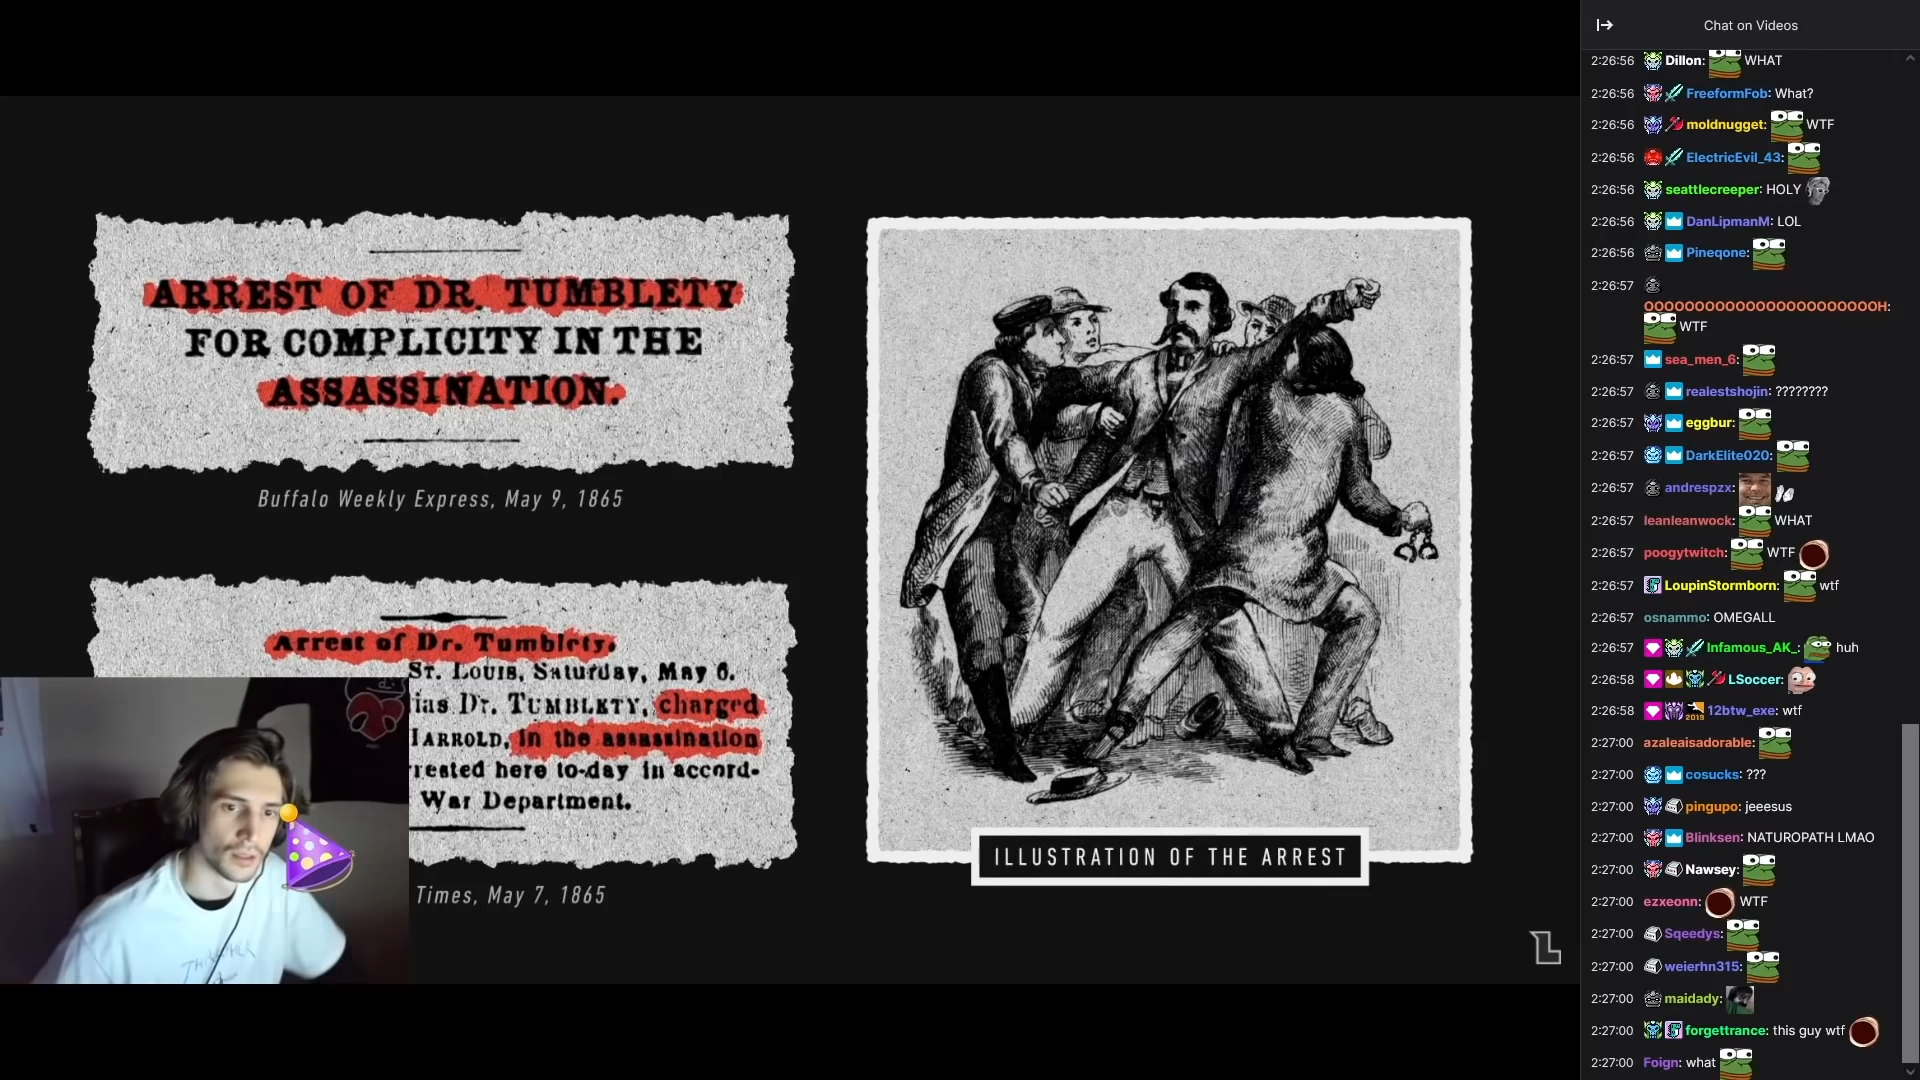 ARREST OF DR. TUMBLETY
FOR COMPLICITY IN THE
ASSASSINATION.
Buffalo Weekly Express, May 9, 1865
Arrest of Dr. Tumblety.
ST. LOUIS, Saturday, May 6.
ias Dr. TUMBLETY, charged
HARROLD, in the assassination
rested here to-day in accord-
War Department.
Times, May 7, 1865
ILLUSTRATION OF THE ARREST
Chat on Videos
2:26:56 Dillon: WHAT
2:26:56 FreeformFob: What?
2:26:56 moldnugget: WTF
2:26:56 ElectricEvil_43:
2:26:56 seattlecreeper: HOLY
2:26:56 DanLipmanM: LOL
2:26:56 Pineqone:
2:26:57
OOOOOOOOOOOOOOOOOOOOOOOH:
WTF
2:26:57 sea_men_6:
2:26:57 realestshojin: ????????
2:26:57 eggbur:
2:26:57 DarkElite020:
2:26:57 andrespzx:
2:26:57 leanleanwock: WHAT
2:26:57 poogytwitch: WTF
2:26:57 LoupinStormborn: wtf
2:26:57 osnammo: OMEGALL
2:26:57 Infamous_AK_: huh
2:26:58 LSoccer:
2:26:58 2019 12btw_exe: wtf
2:27:00 azaleaisadorable:
2:27:00 cosucks: ???
2:27:00 pingupo: jeeesus
2:27:00 Blinksen: NATUROPATH LMAO
2:27:00 Nawsey:
2:27:00 ezxeonn: WTF
2:27:00 Sqeedys:
2:27:00 weierhn315:
2:27:00 maidady:
2:27:00 forgettrance: this guy wtf
2:27:00 Foign: what